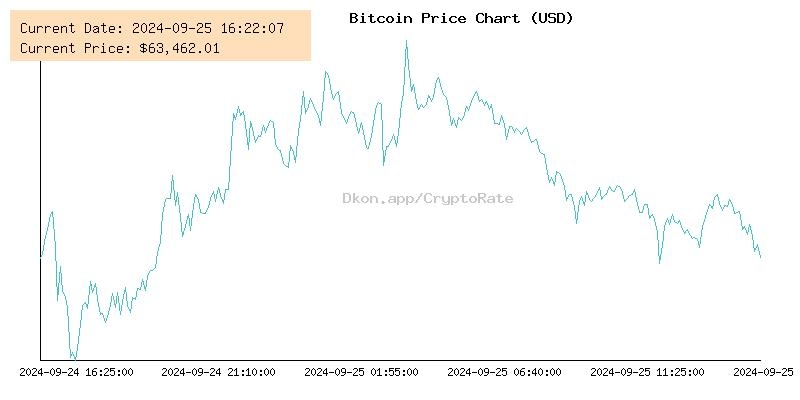 Bitcoin Price Chart (USD)
Current Date: 2024-09-25 16:22:07
Current Price: $63,462.01
Dkon.app/CryptoRate
2024-09-24 16:25:00
2024-09-24 21:10:00
2024-09-25 01:55:00
2024-09-25 06:40:00
2024-09-25 11:25:00
2024-09-25